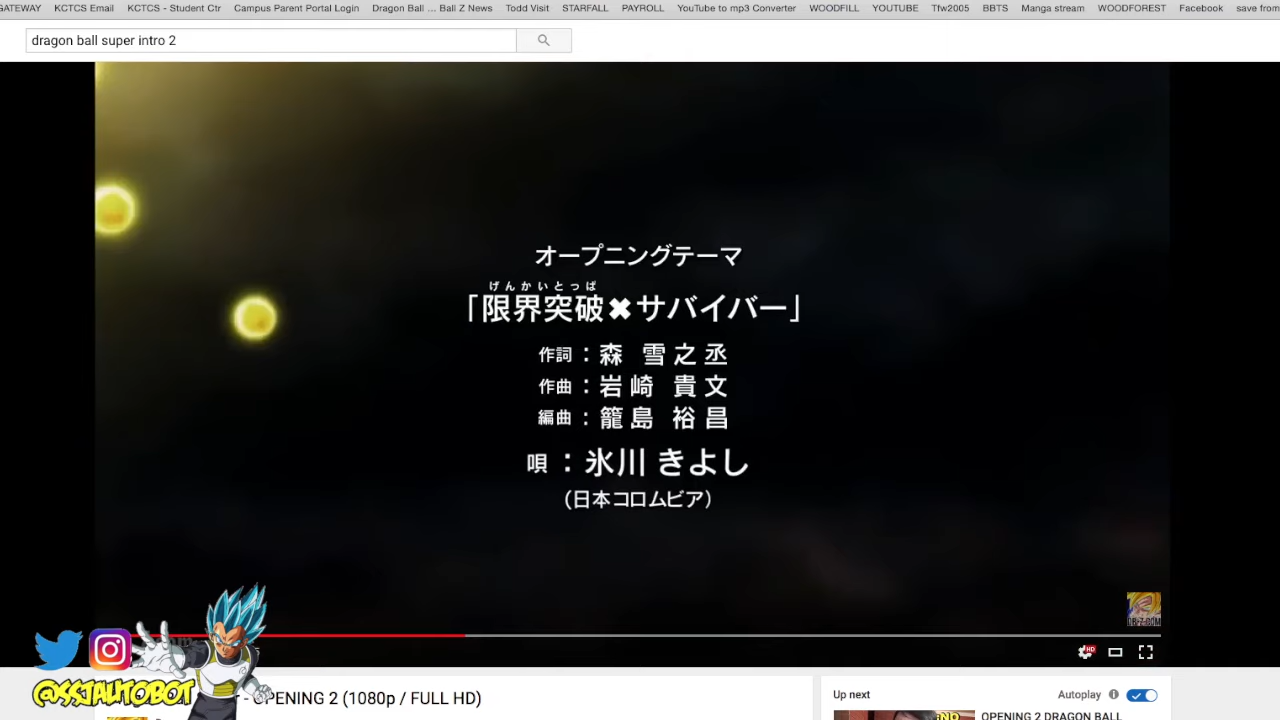 GATEWAY KCTCS Email KCTCS - Student Ctr Campus Parent Portal Login Dragon Ball ... Ball Z News Todd Visit STARFALL PAYROLL YouTube to mp3 Converter WOODFILL YOUTUBE Tfw2005 BBTS Manga stream WOODFOREST Facebook save from
dragon ball super intro 2
オープニングテーマ
げんかいとっぱ
「限界突破✖サバイバー」
作詞：森 雪之丞
作曲：岩崎 貴文
編曲：籠島 裕昌
唄：氷川きよし
(日本コロムビア)
HD
@SSJAUTOBOT
- OPENING 2 (1080p / FULL HD)
Up next Autoplay
OPENING 2 DRAGON BALL